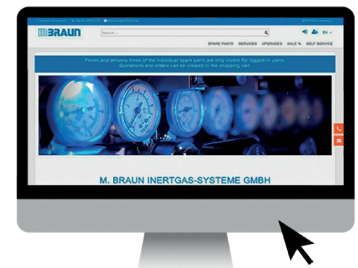 MBRAUN
Search...
EN
SPARE PARTS SERVICES UPGRADES SALE % SELF SERVICE
Prices and delivery times of the individual spare parts are only visible for logged in users.
Quotations and orders can be created in the shopping cart.
M. BRAUN INERTGAS-SYSTEME GMBH